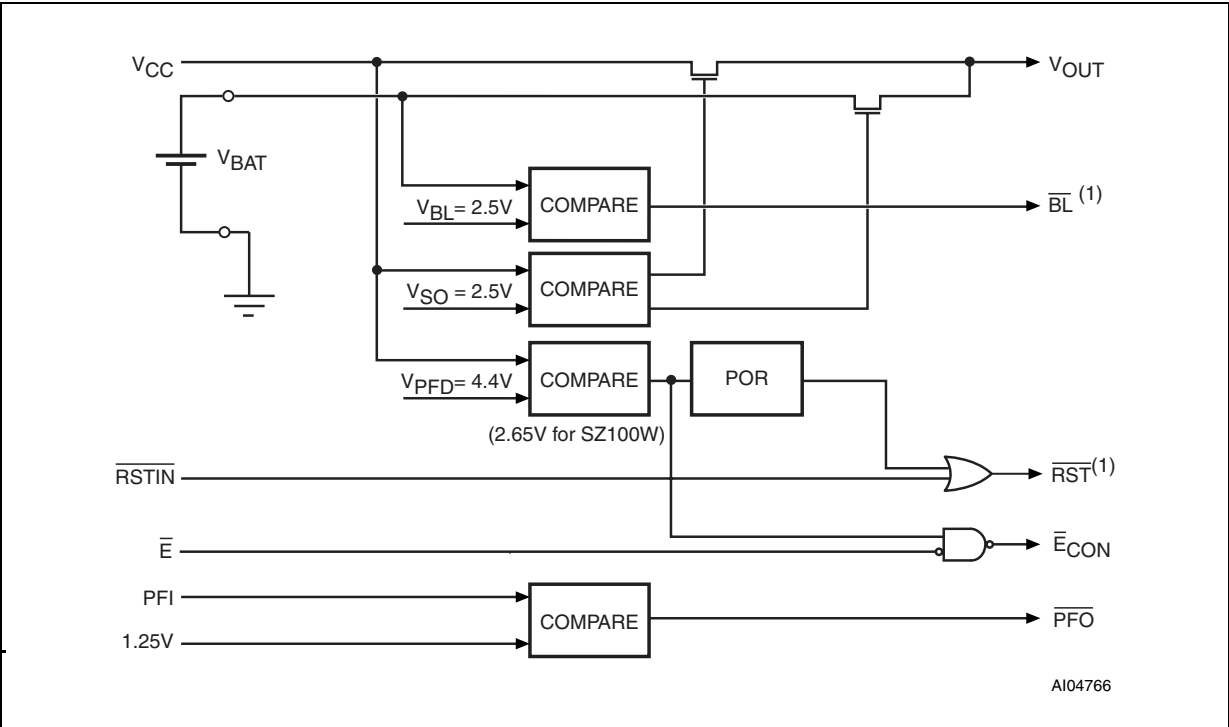 VCC
VOUT
VBAT
COMPARE
VBL= 2.5V
BL (1)
COMPARE
VSO = 2.5V
COMPARE
POR
VPFD= 4.4V
(2.65V for SZ100W)
RSTIN
RST(1)
E
ECON
PFI
COMPARE
PFO
1.25V
AI04766